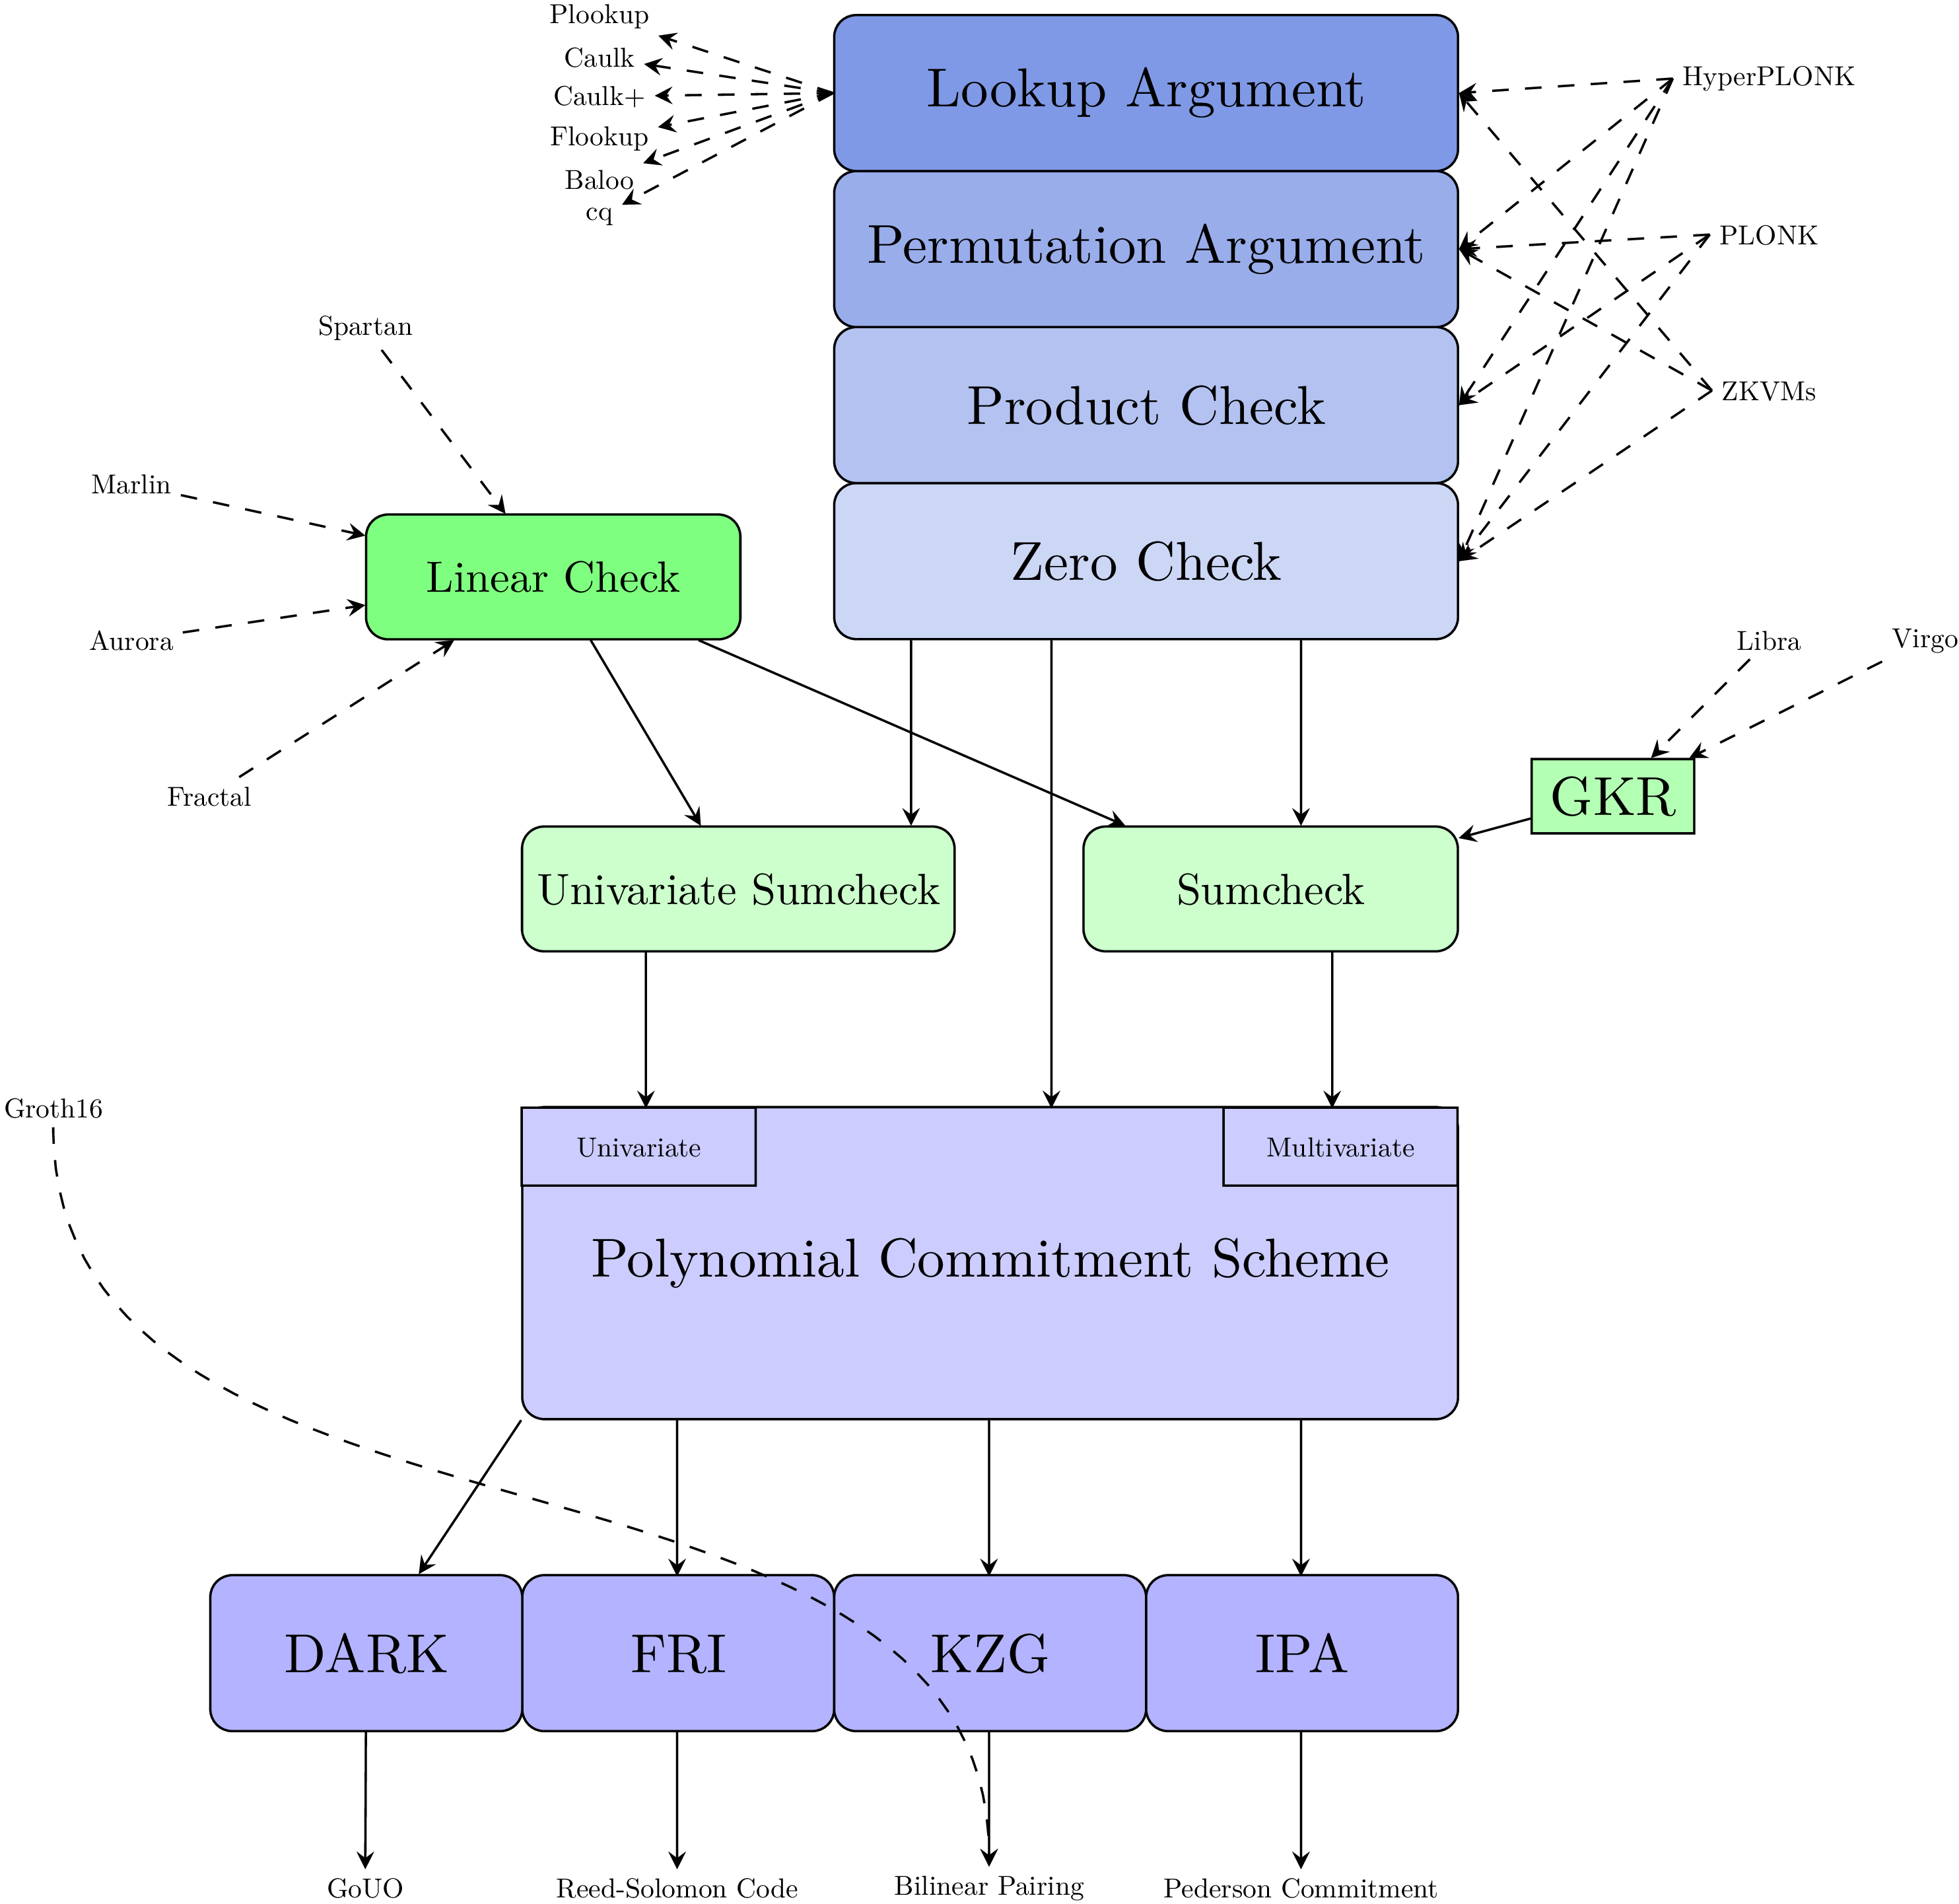 Plookup
Caulk
Caulk+
Flookup
Baloo
cq
Lookup Argument
HyperPLONK
Permutation Argument
PLONK
Spartan
Product Check
ZKVMs
Marlin
Linear Check
Zero Check
Aurora
Libra
Virgo
Fractal
GKR
Univariate Sumcheck
Sumcheck
Groth16
Univariate
Multivariate
Polynomial Commitment Scheme
DARK
FRI
KZG
IPA
GoUO
Reed-Solomon Code
Bilinear Pairing
Pederson Commitment